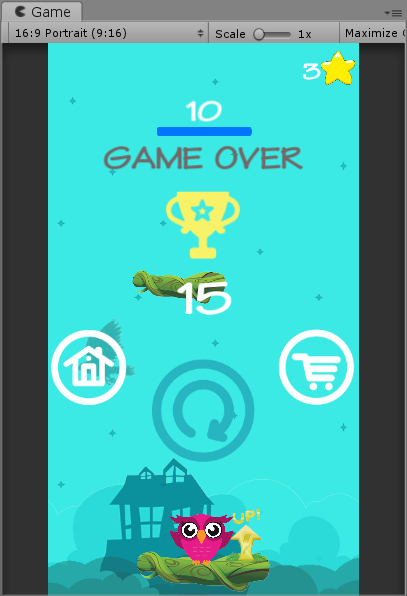 Game
16:9 Portrait (9:16)
Scale
1x
Maximize
3
10
GAME OVER
15
UP!